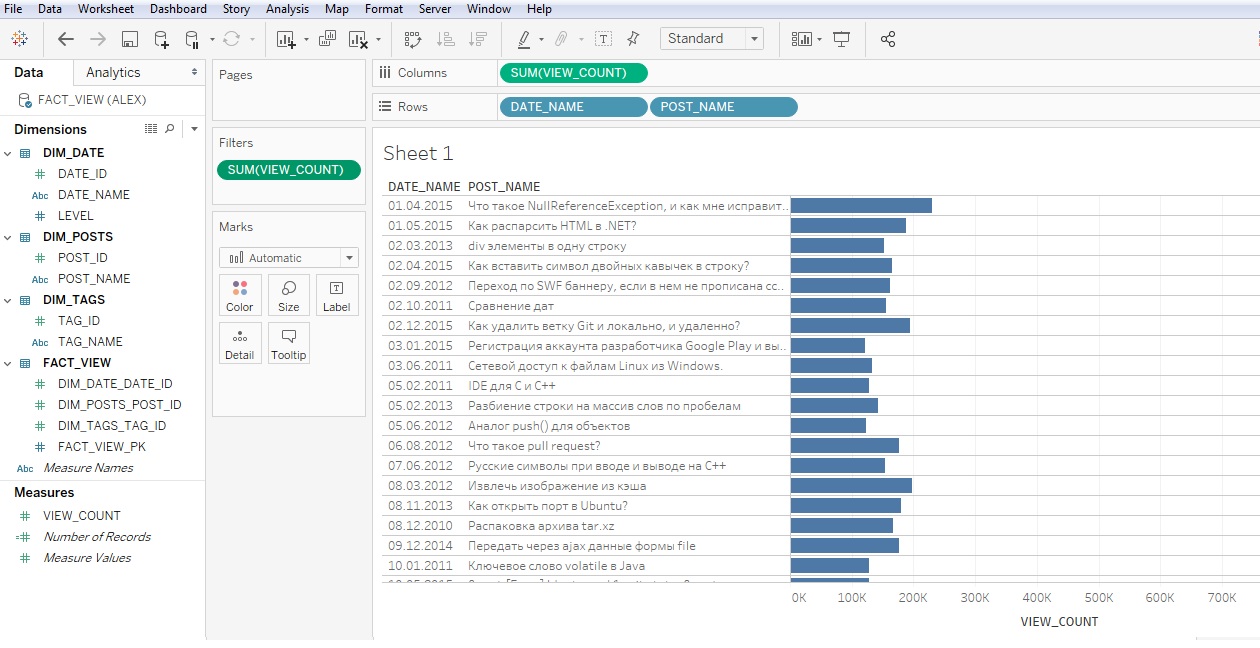 File Data Worksheet Dashboard Story Analysis Map Format Server Window Help
Standard
Data Analytics
FACT_VIEW (ALEX)
Dimensions
DIM_DATE
DATE_ID
Abc DATE_NAME
LEVEL
DIM_POSTS
POST_ID
Abc POST_NAME
DIM_TAGS
TAG_ID
Abc TAG_NAME
FACT_VIEW
DIM_DATE_DATE_ID
DIM_POSTS_POST_ID
DIM_TAGS_TAG_ID
FACT_VIEW_PK
Abc Measure Names
Measures
VIEW_COUNT
Number of Records
Measure Values
Pages
Filters
SUM(VIEW_COUNT)
Marks
Automatic
Color Size Label
Detail Tooltip
Columns SUM(VIEW_COUNT)
Rows DATE_NAME POST_NAME
Sheet 1
DATE_NAME POST_NAME
01.04.2015 Что такое NullReferenceException, и как мне исправит..
01.05.2015 Как распарсить HTML в .NET?
02.03.2013 div элементы в одну строку
02.04.2015 Как вставить символ двойных кавычек в строку?
02.09.2012 Переход по SWF баннеру, если в нем не прописана сс..
02.10.2011 Сравнение дат
02.12.2015 Как удалить ветку Git и локально, и удаленно?
03.01.2015 Регистрация аккаунта разработчика Google Play и вы..
03.06.2011 Сетевой доступ к файлам Linux из Windows.
05.02.2011 IDE для C и C++
05.02.2013 Разбиение строки на массив слов по пробелам
05.06.2012 Аналог push() для объектов
06.08.2012 Что такое pull request?
07.06.2012 Русские символы при вводе и выводе на C++
08.03.2012 Извлечь изображение из кэша
08.11.2013 Как открыть порт в Ubuntu?
08.12.2010 Распаковка архива tar.xz
09.12.2014 Передать через ajax данные формы file
10.01.2011 Ключевое слово volatile в Java
0K 100K 200K 300K 400K 500K 600K 700K
VIEW_COUNT